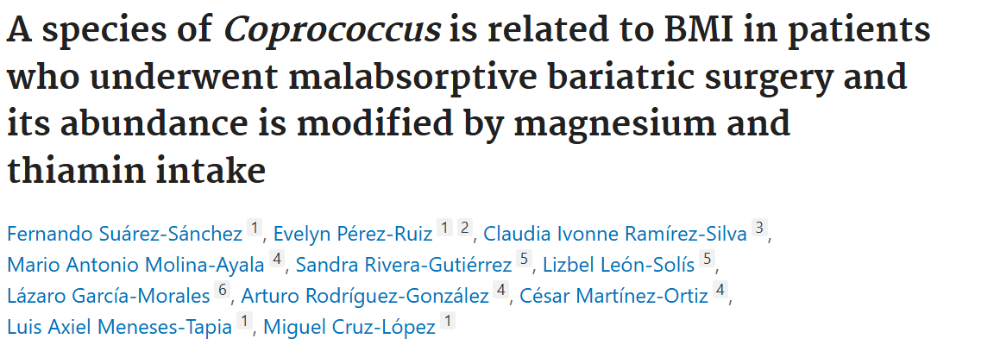 A species of Coprococcus is related to BMI in patients
who underwent malabsorptive bariatric surgery and
its abundance is modified by magnesium and
thiamin intake
Fernando Suárez-Sánchez 1, Evelyn Pérez-Ruiz 1 2, Claudia Ivonne Ramírez-Silva 3,
Mario Antonio Molina-Ayala 4, Sandra Rivera-Gutiérrez 5, Lizbel León-Solís 5,
Lázaro García-Morales 6, Arturo Rodríguez-González 4, César Martínez-Ortiz 4,
Luis Axiel Meneses-Tapia 1, Miguel Cruz-López 1